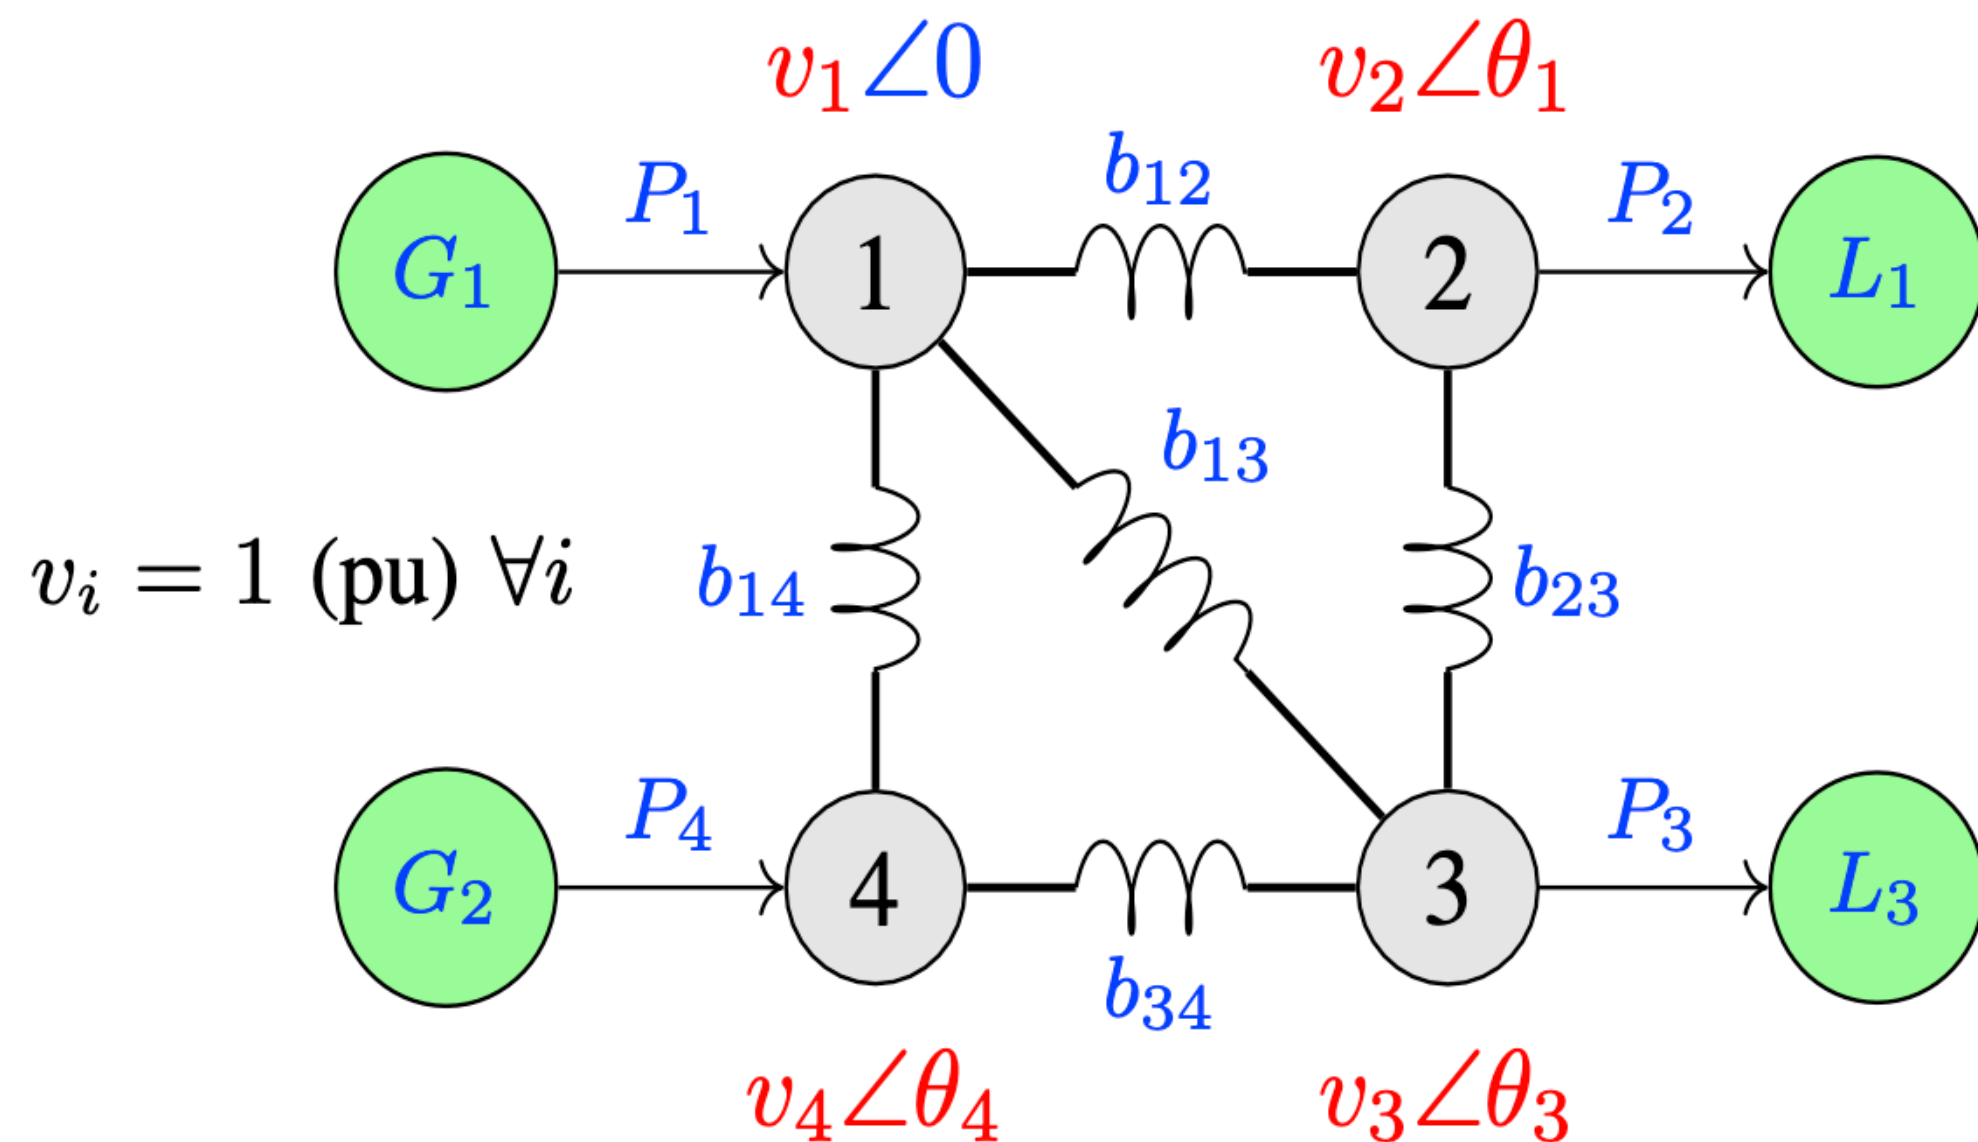 v₁∠0
v₂∠θ₁
b₁₂
P₁
P₂
G₁
1
2
L₁
b₁₃
vᵢ = 1 (pu) ∀i
b₁₄
b₂₃
P₄
P₃
G₂
4
3
L₃
b₃₄
v₄∠θ₄
v₃∠θ₃